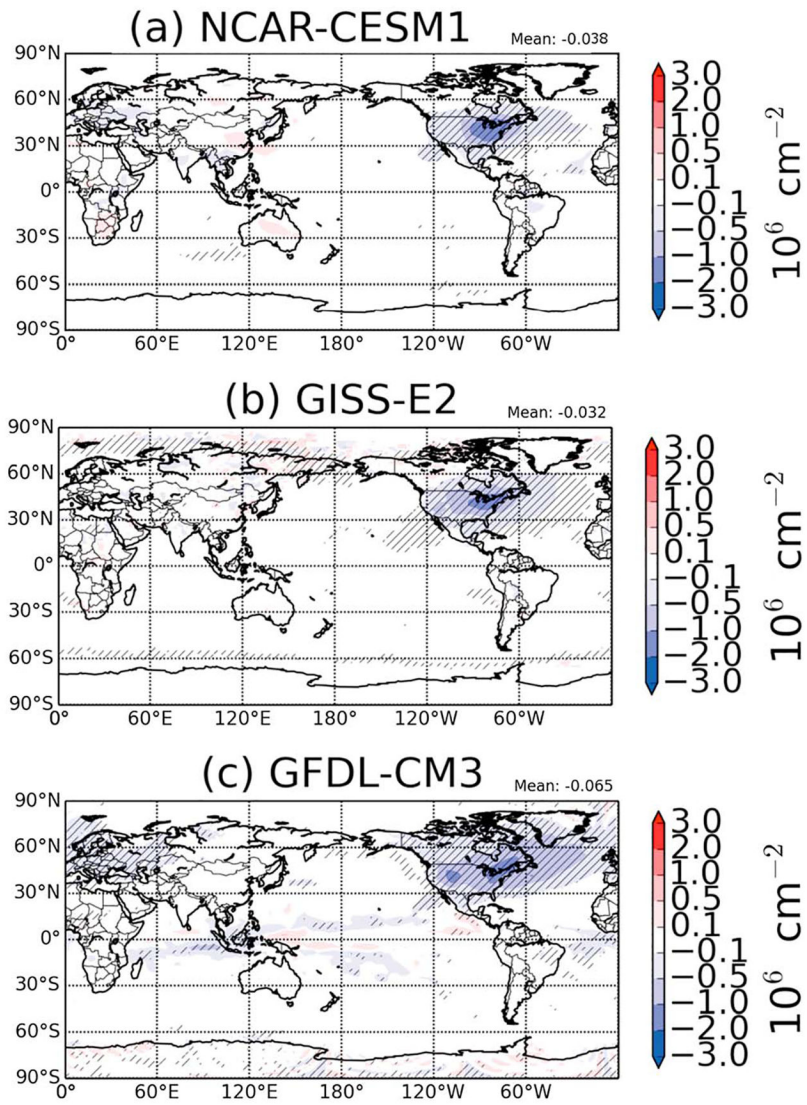 (a) NCAR-CESM1
Mean: -0.038
90°N
60°N
30°N
0°
30°S
60°S
90°S
0° 60°E 120°E 180° 120°W 60°W
3.0
2.0
1.0
0.5
0.1
−0.1
−0.5
−1.0
−2.0
−3.0
10⁶ cm⁻²
(b) GISS-E2
Mean: -0.032
90°N
60°N
30°N
0°
30°S
60°S
90°S
0° 60°E 120°E 180° 120°W 60°W
3.0
2.0
1.0
0.5
0.1
−0.1
−0.5
−1.0
−2.0
−3.0
10⁶ cm⁻²
(c) GFDL-CM3
Mean: -0.065
90°N
60°N
30°N
0°
30°S
60°S
90°S
0° 60°E 120°E 180° 120°W 60°W
3.0
2.0
1.0
0.5
0.1
−0.1
−0.5
−1.0
−2.0
−3.0
10⁶ cm⁻²